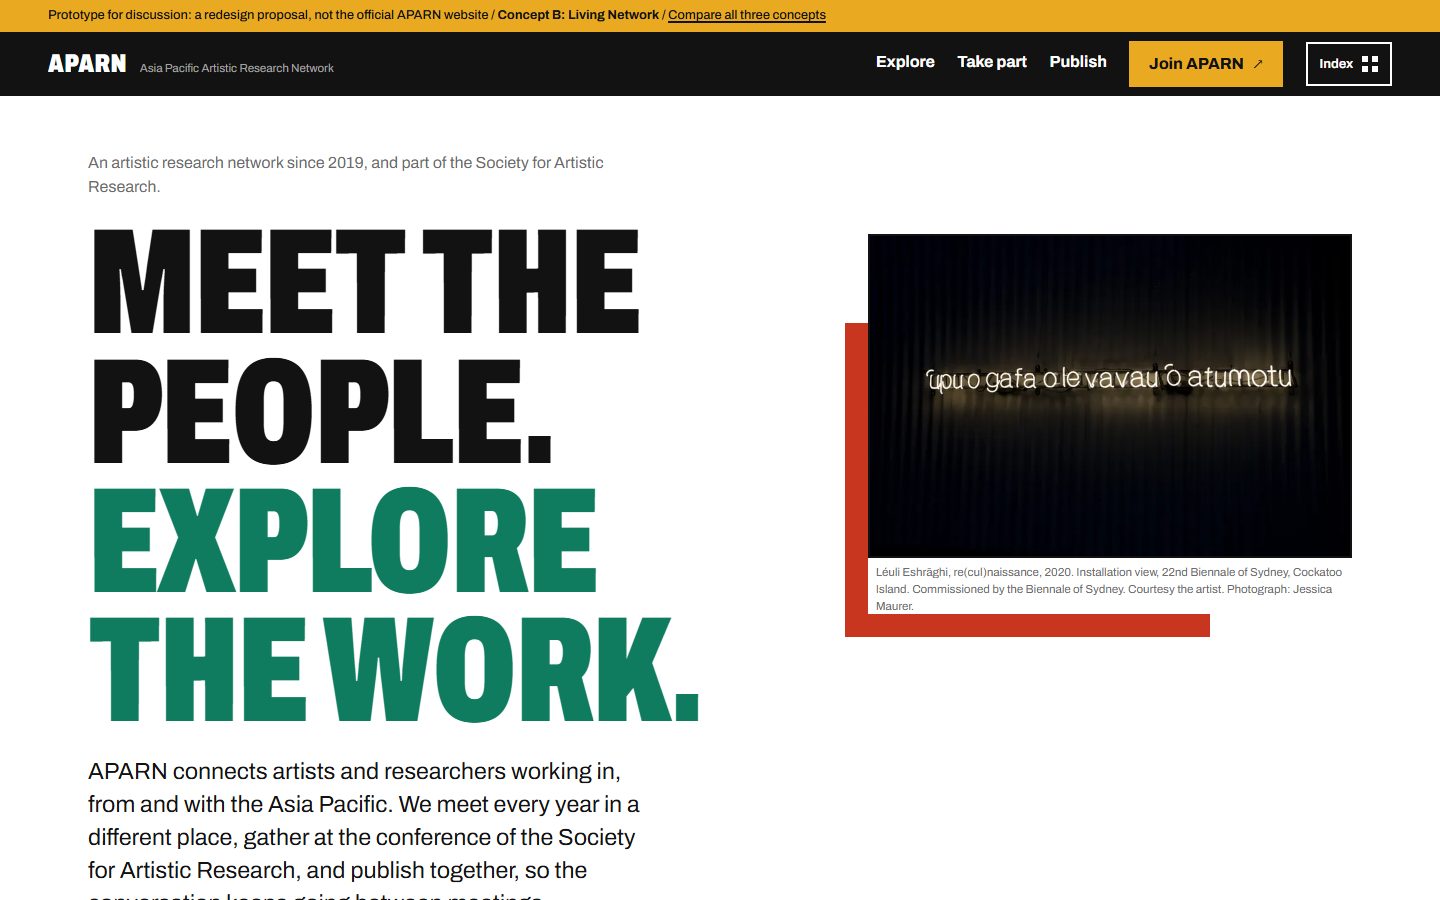 Prototype for discussion: a redesign proposal, not the official APARN website / Concept B: Living Network / Compare all three concepts
APARN
Asia Pacific Artistic Research Network
Explore
Take part
Publish
Join APARN ↗
Index
An artistic research network since 2019, and part of the Society for Artistic
Research.
MEET THE
PEOPLE.
EXPLORE
THE WORK.
APARN connects artists and researchers working in,
from and with the Asia Pacific. We meet every year in a
different place, gather at the conference of the Society
for Artistic Research, and publish together, so the
conversation keeps going between meetings.
ʻupu o gafa o le vavau ʻo atumotu
Léuli Eshrāghi, re(cul)naissance, 2020. Installation view, 22nd Biennale of Sydney, Cockatoo
Island. Commissioned by the Biennale of Sydney. Courtesy the artist. Photograph: Jessica
Maurer.